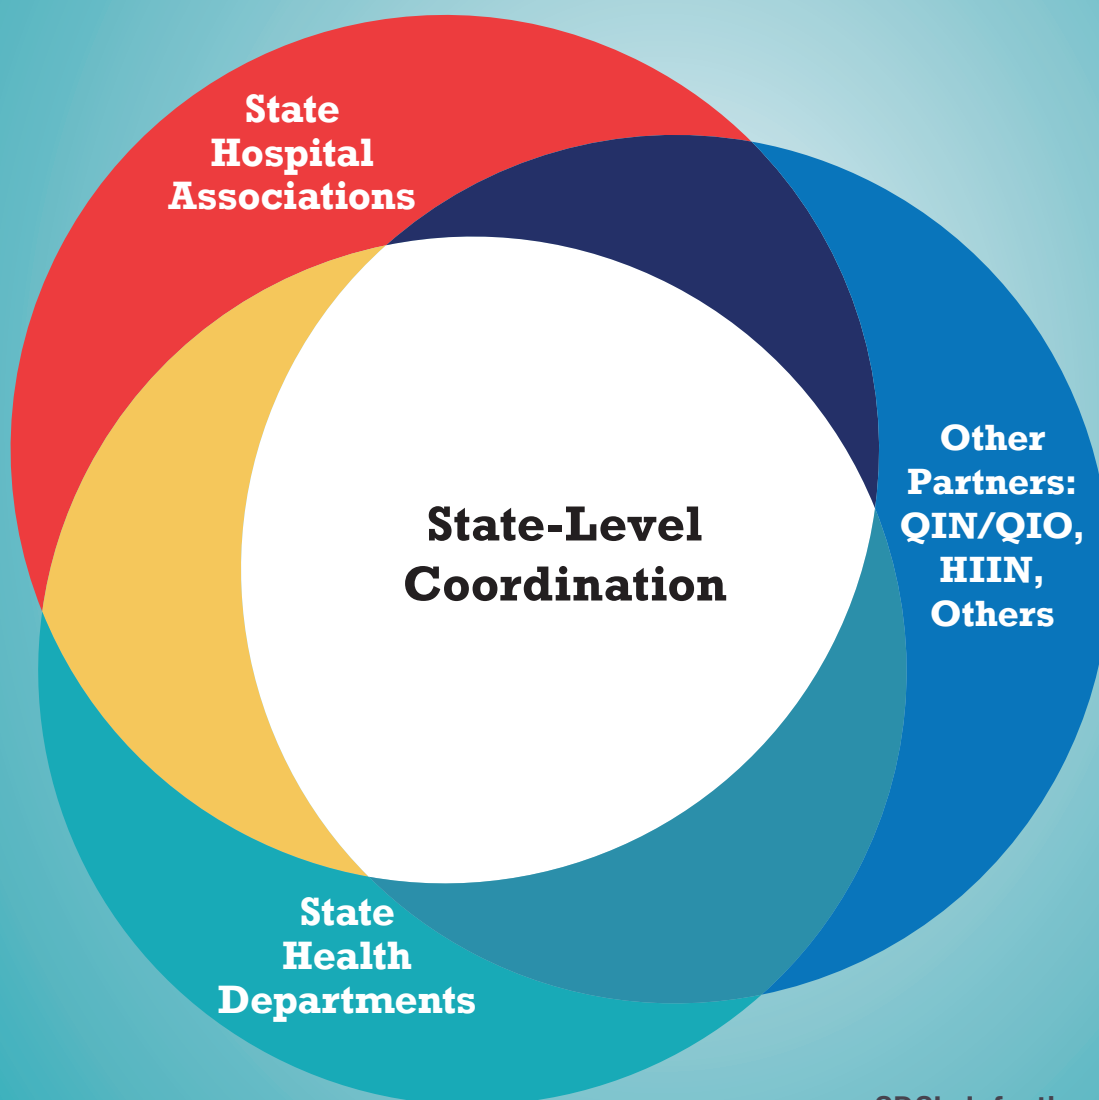 State
Hospital
Associations
Other
Partners:
QIN/QIO,
HIIN,
Others
State-Level
Coordination
State
Health
Departments